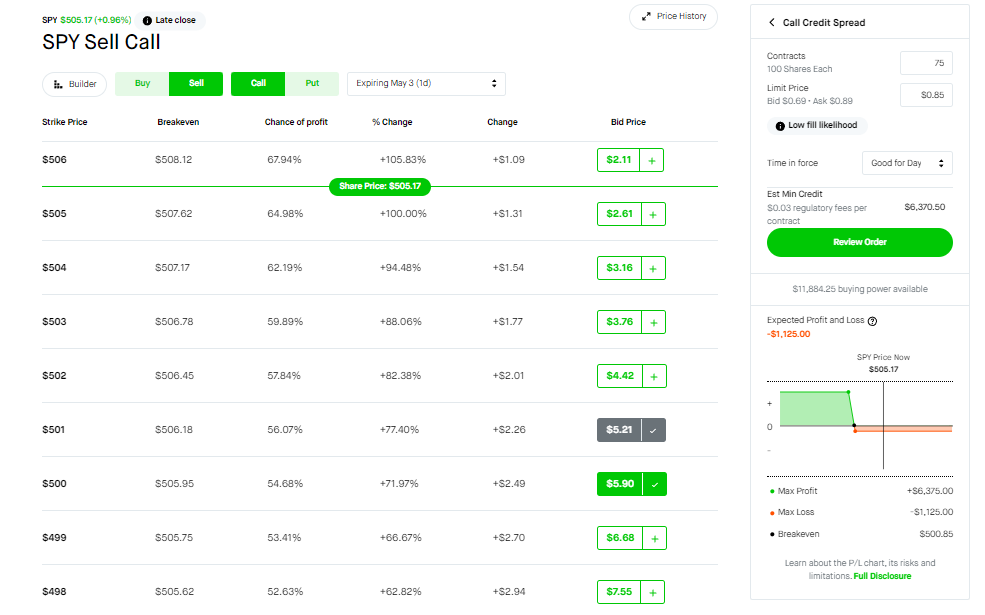 SPY $505.17 (+0.96%) Late close
Price History
SPY Sell Call
Builder Buy Sell Call Put Expiring May 3 (1d)
Strike Price Breakeven Chance of profit % Change Change Bid Price
$506 $508.12 67.94% +105.83% +$1.09 $2.11 +
Share Price: $505.17
$505 $507.62 64.98% +100.00% +$1.31 $2.61 +
$504 $507.17 62.19% +94.48% +$1.54 $3.16 +
$503 $506.78 59.89% +88.06% +$1.77 $3.76 +
$502 $506.45 57.84% +82.38% +$2.01 $4.42 +
$501 $506.18 56.07% +77.40% +$2.26 $5.21
$500 $505.95 54.68% +71.97% +$2.49 $5.90
$499 $505.75 53.41% +66.67% +$2.70 $6.68 +
$498 $505.62 52.63% +62.82% +$2.94 $7.55 +
Call Credit Spread
Contracts 75
100 Shares Each
Limit Price $0.85
Bid $0.69 • Ask $0.89
Low fill likelihood
Time in force Good for Day
Est Min Credit
$0.03 regulatory fees per $6,370.50
contract
Review Order
$11,884.25 buying power available
Expected Profit and Loss ?
-$1,125.00
SPY Price Now
$505.17
+
0
-
Max Profit +$6,375.00
Max Loss -$1,125.00
Breakeven $500.85
Learn about the P/L chart, its risks and
limitations. Full Disclosure